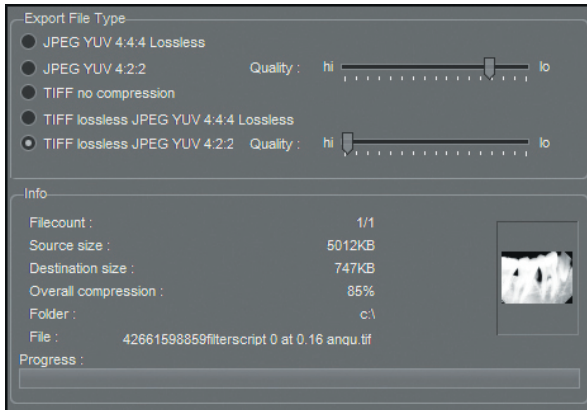 Export File Type
JPEG YUV 4:4:4 Lossless
JPEG YUV 4:2:2 Quality : hi lo
TIFF no compression
TIFF lossless JPEG YUV 4:4:4 Lossless
TIFF lossless JPEG YUV 4:2:2 Quality : hi lo
Info
Filecount : 1/1
Source size : 5012KB
Destination size : 747KB
Overall compression : 85%
Folder : c:\
File : 42661598859filterscript 0 at 0.16 angu.tif
Progress :